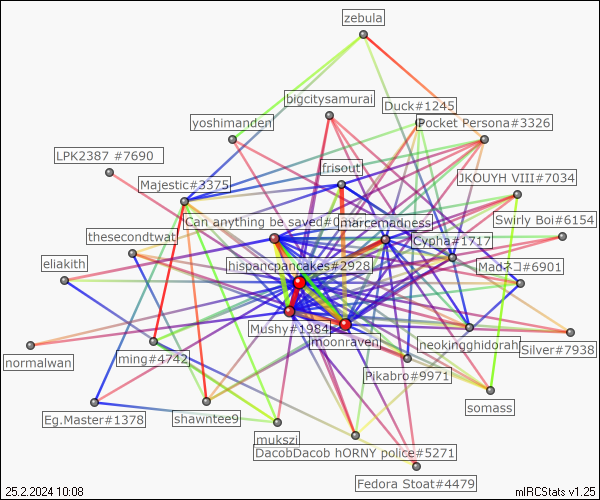 zebula
bigcitysamurai
Duck#1245
yoshimanden
Pocket Persona#3326
LPK2387 #7690
frisout
Majestic#3375
JKOUYH VIII#7034
Can anything be saved#0
marcemadness
Swirly Boi#6154
thesecondtwat
Cypha#1717
eliakith
hispancpancakes#2928
Madネコ#6901
Mushy#1984
moonraven
neokingghidorah
Silver#7938
normalwan
ming#4742
Pikabro#9971
somass
Eg.Master#1378
shawntee9
mukszi
DacobDacob hORNY police#5271
Fedora Stoat#4479
25.2.2024 10:08
mIRCStats v1.25